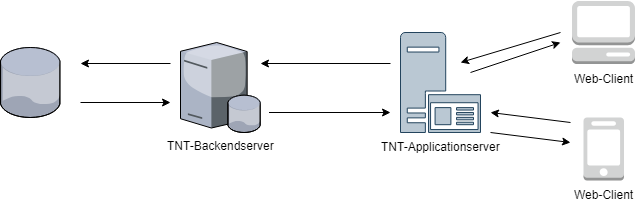 Web-Client
TNT-Backendserver
TNT-Applicationserver
Web-Client